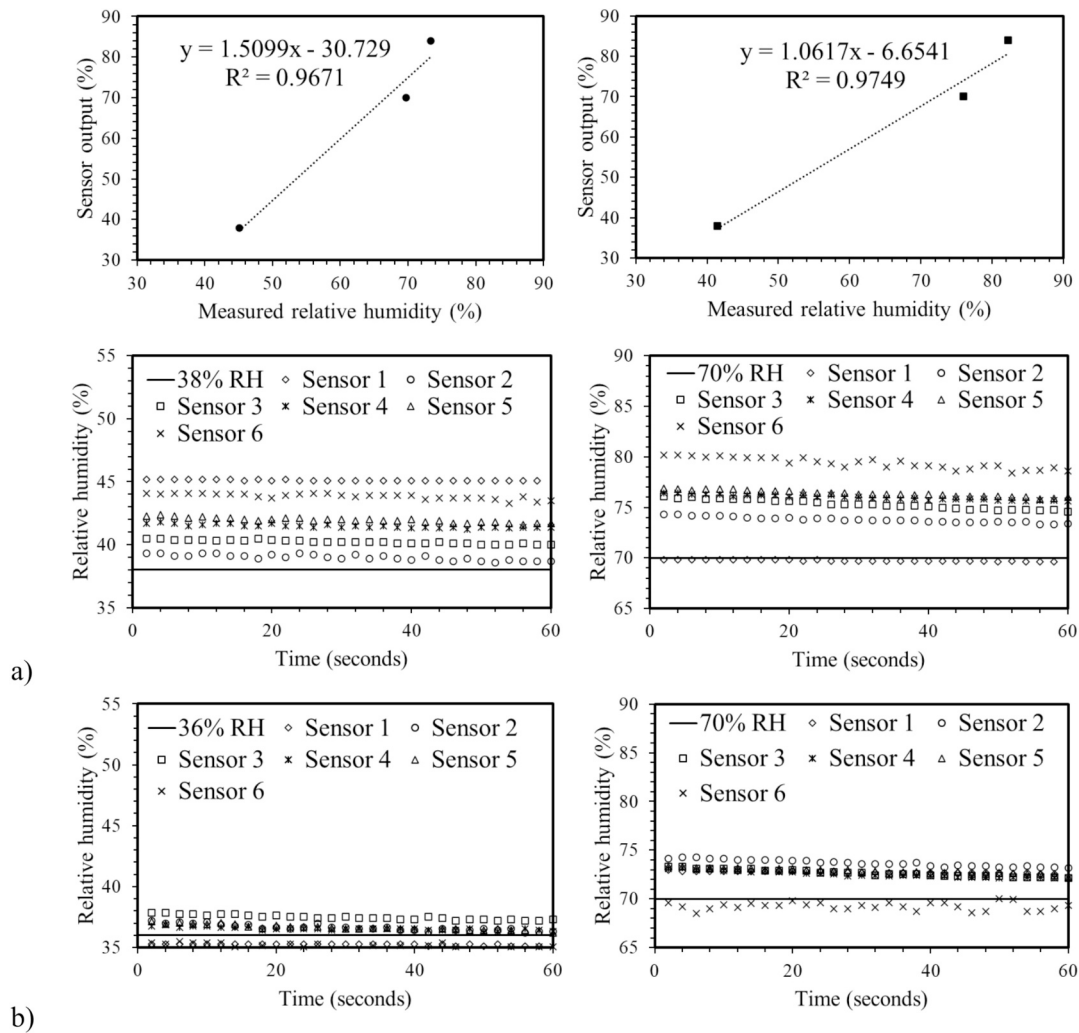 y = 1.5099x - 30.729
R² = 0.9671
Sensor output (%)
90
80
70
60
50
40
30
30 40 50 60 70 80 90
Measured relative humidity (%)
y = 1.0617x - 6.6541
R² = 0.9749
Sensor output (%)
90
80
70
60
50
40
30
30 40 50 60 70 80 90
Measured relative humidity (%)
38% RH Sensor 1 Sensor 2
Sensor 3 Sensor 4 Sensor 5
Sensor 6
Relative humidity (%)
55
50
45
40
35
0 20 40 60
Time (seconds)
70% RH Sensor 1 Sensor 2
Sensor 3 Sensor 4 Sensor 5
Sensor 6
Relative humidity (%)
90
85
80
75
70
65
0 20 40 60
Time (seconds)
a)
36% RH Sensor 1 Sensor 2
Sensor 3 Sensor 4 Sensor 5
Sensor 6
Relative humidity (%)
55
51
47
43
39
35
0 20 40 60
Time (seconds)
70% RH Sensor 1 Sensor 2
Sensor 3 Sensor 4 Sensor 5
Sensor 6
Relative humidity (%)
90
85
80
75
70
65
0 20 40 60
Time (seconds)
b)